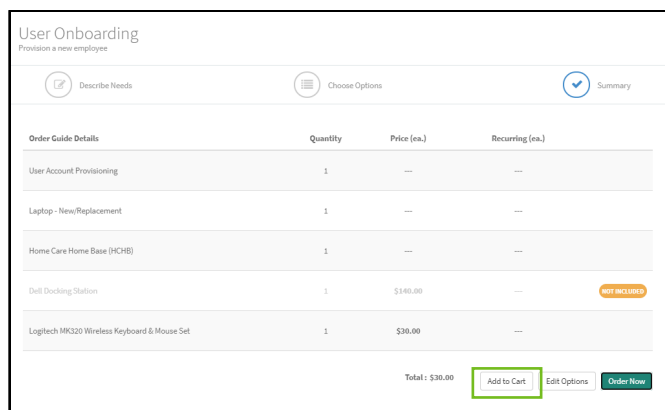 User Onboarding
Provision a new employee
Describe Needs Choose Options Summary
Order Guide Details Quantity Price (ea.) Recurring (ea.)
User Account Provisioning 1 --- ---
Laptop - New/Replacement 1 --- ---
Home Care Home Base (HCHB) 1 --- ---
Dell Docking Station 1 $140.00 --- NOT INCLUDED
Logitech MK320 Wireless Keyboard & Mouse Set 1 $30.00 ---
Total : $30.00 Add to Cart Edit Options Order Now